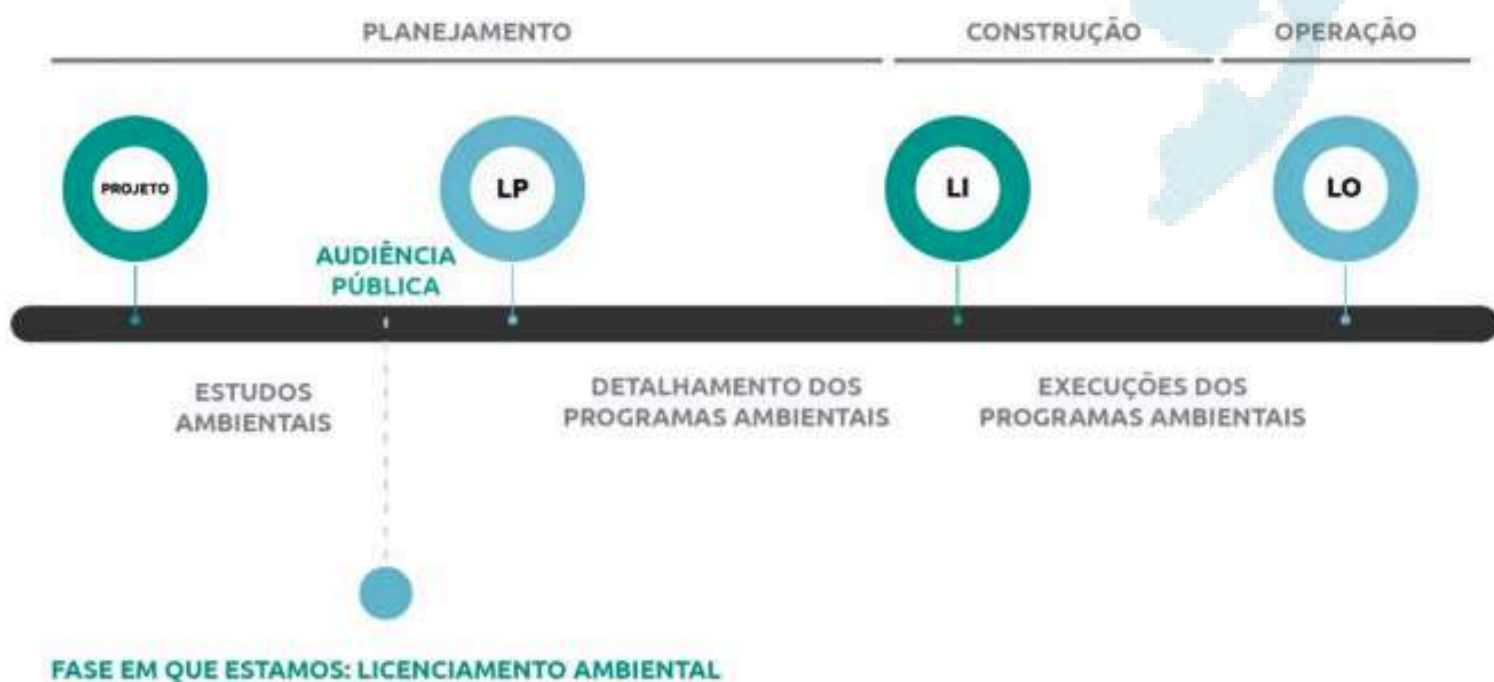 PLANEJAMENTO
CONSTRUÇÃO
OPERAÇÃO
PROJETO
LP
LI
LO
AUDIÊNCIA
PÚBLICA
ESTUDOS
AMBIENTAIS
DETALHAMENTO DOS
PROGRAMAS AMBIENTAIS
EXECUÇÕES DOS
PROGRAMAS AMBIENTAIS
FASE EM QUE ESTAMOS: LICENCIAMENTO AMBIENTAL